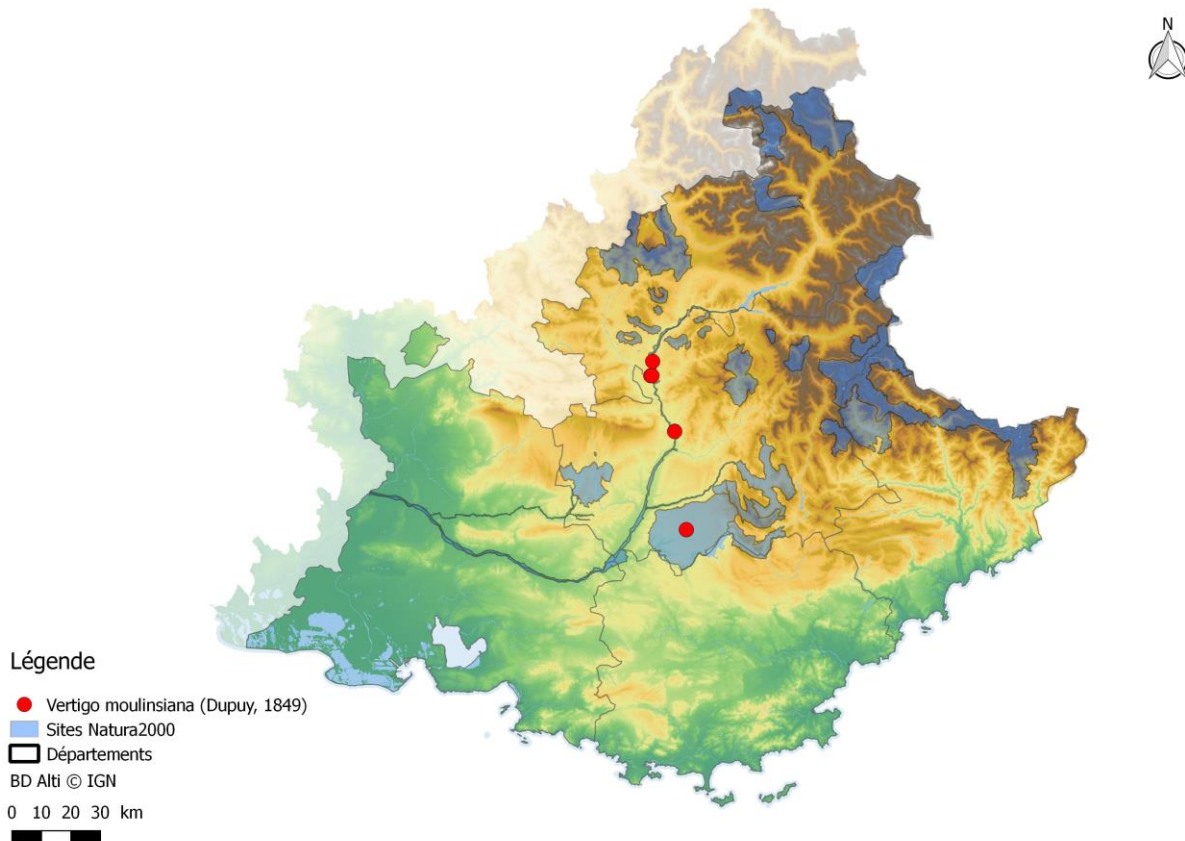 N
Légende
Vertigo moulinsiana (Dupuy, 1849)
Sites Natura2000
Départements
BD Alti © IGN
0 10 20 30 km